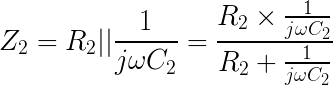 $Z_2 = R_2 || \frac{1}{j\omega C_2} = \frac{R_2 \times \frac{1}{j\omega C_2}}{R_2 + \frac{1}{j\omega C_2}}$